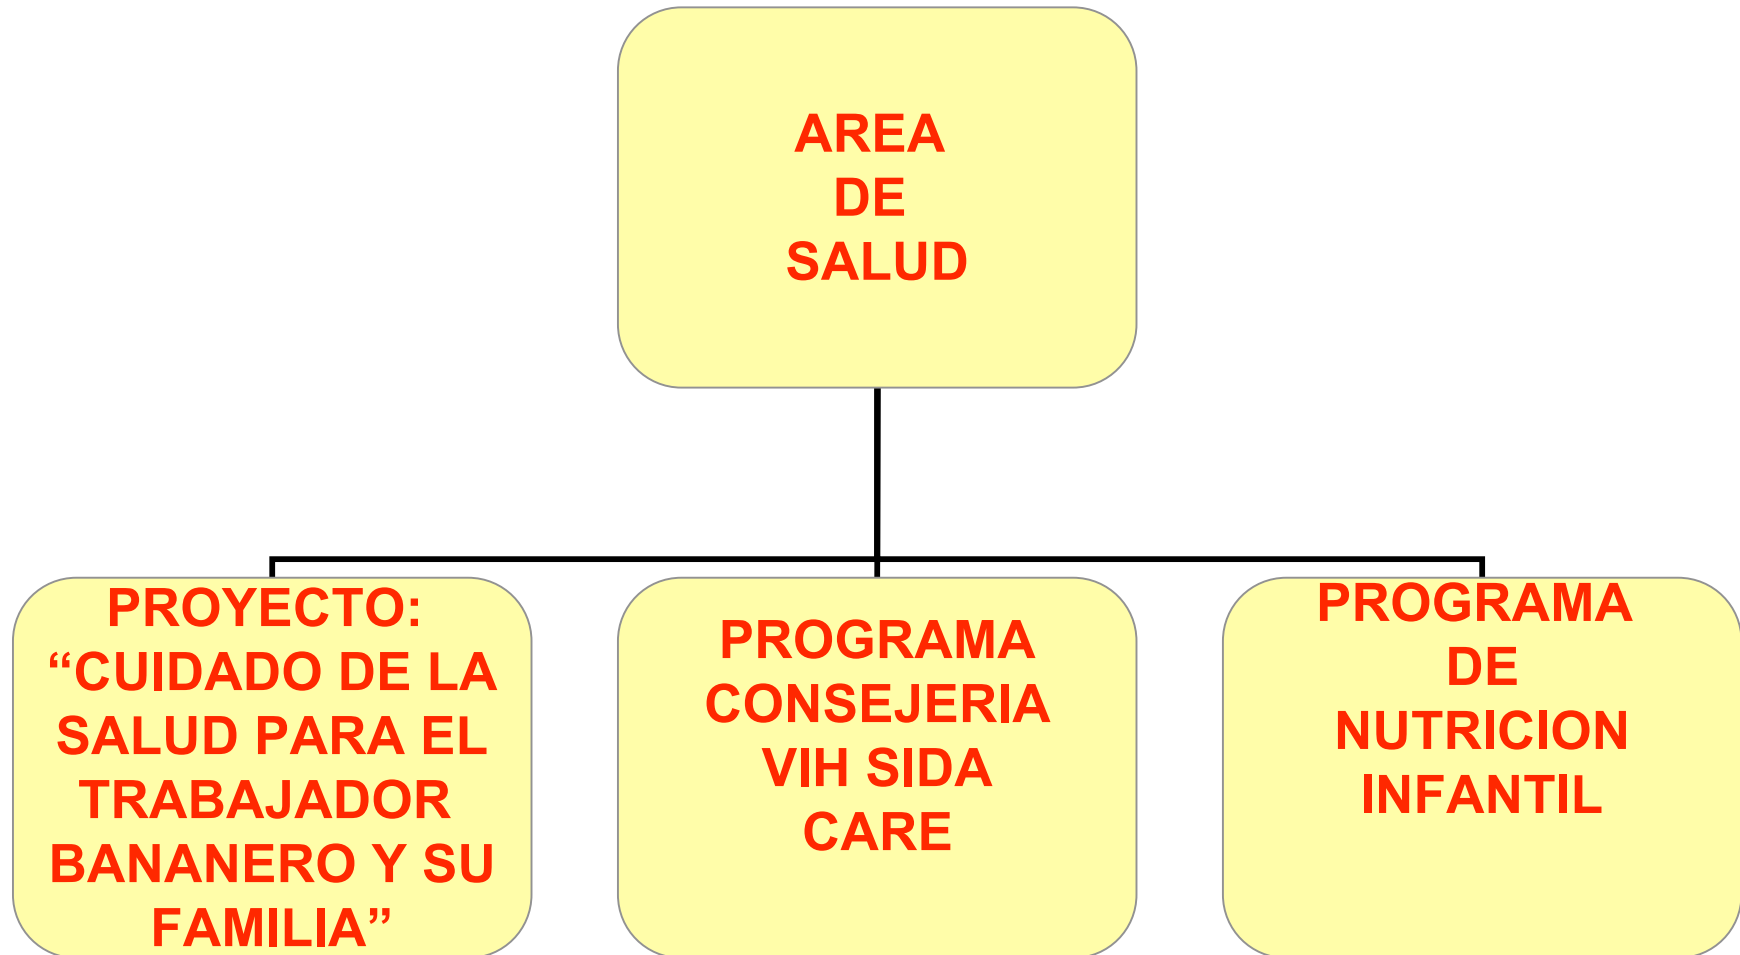 AREA
DE
SALUD
PROYECTO:
“CUIDADO DE LA
SALUD PARA EL
TRABAJADOR
BANANERO Y SU
FAMILIA”
PROGRAMA
CONSEJERIA
VIH SIDA
CARE
PROGRAMA
DE
NUTRICION
INFANTIL